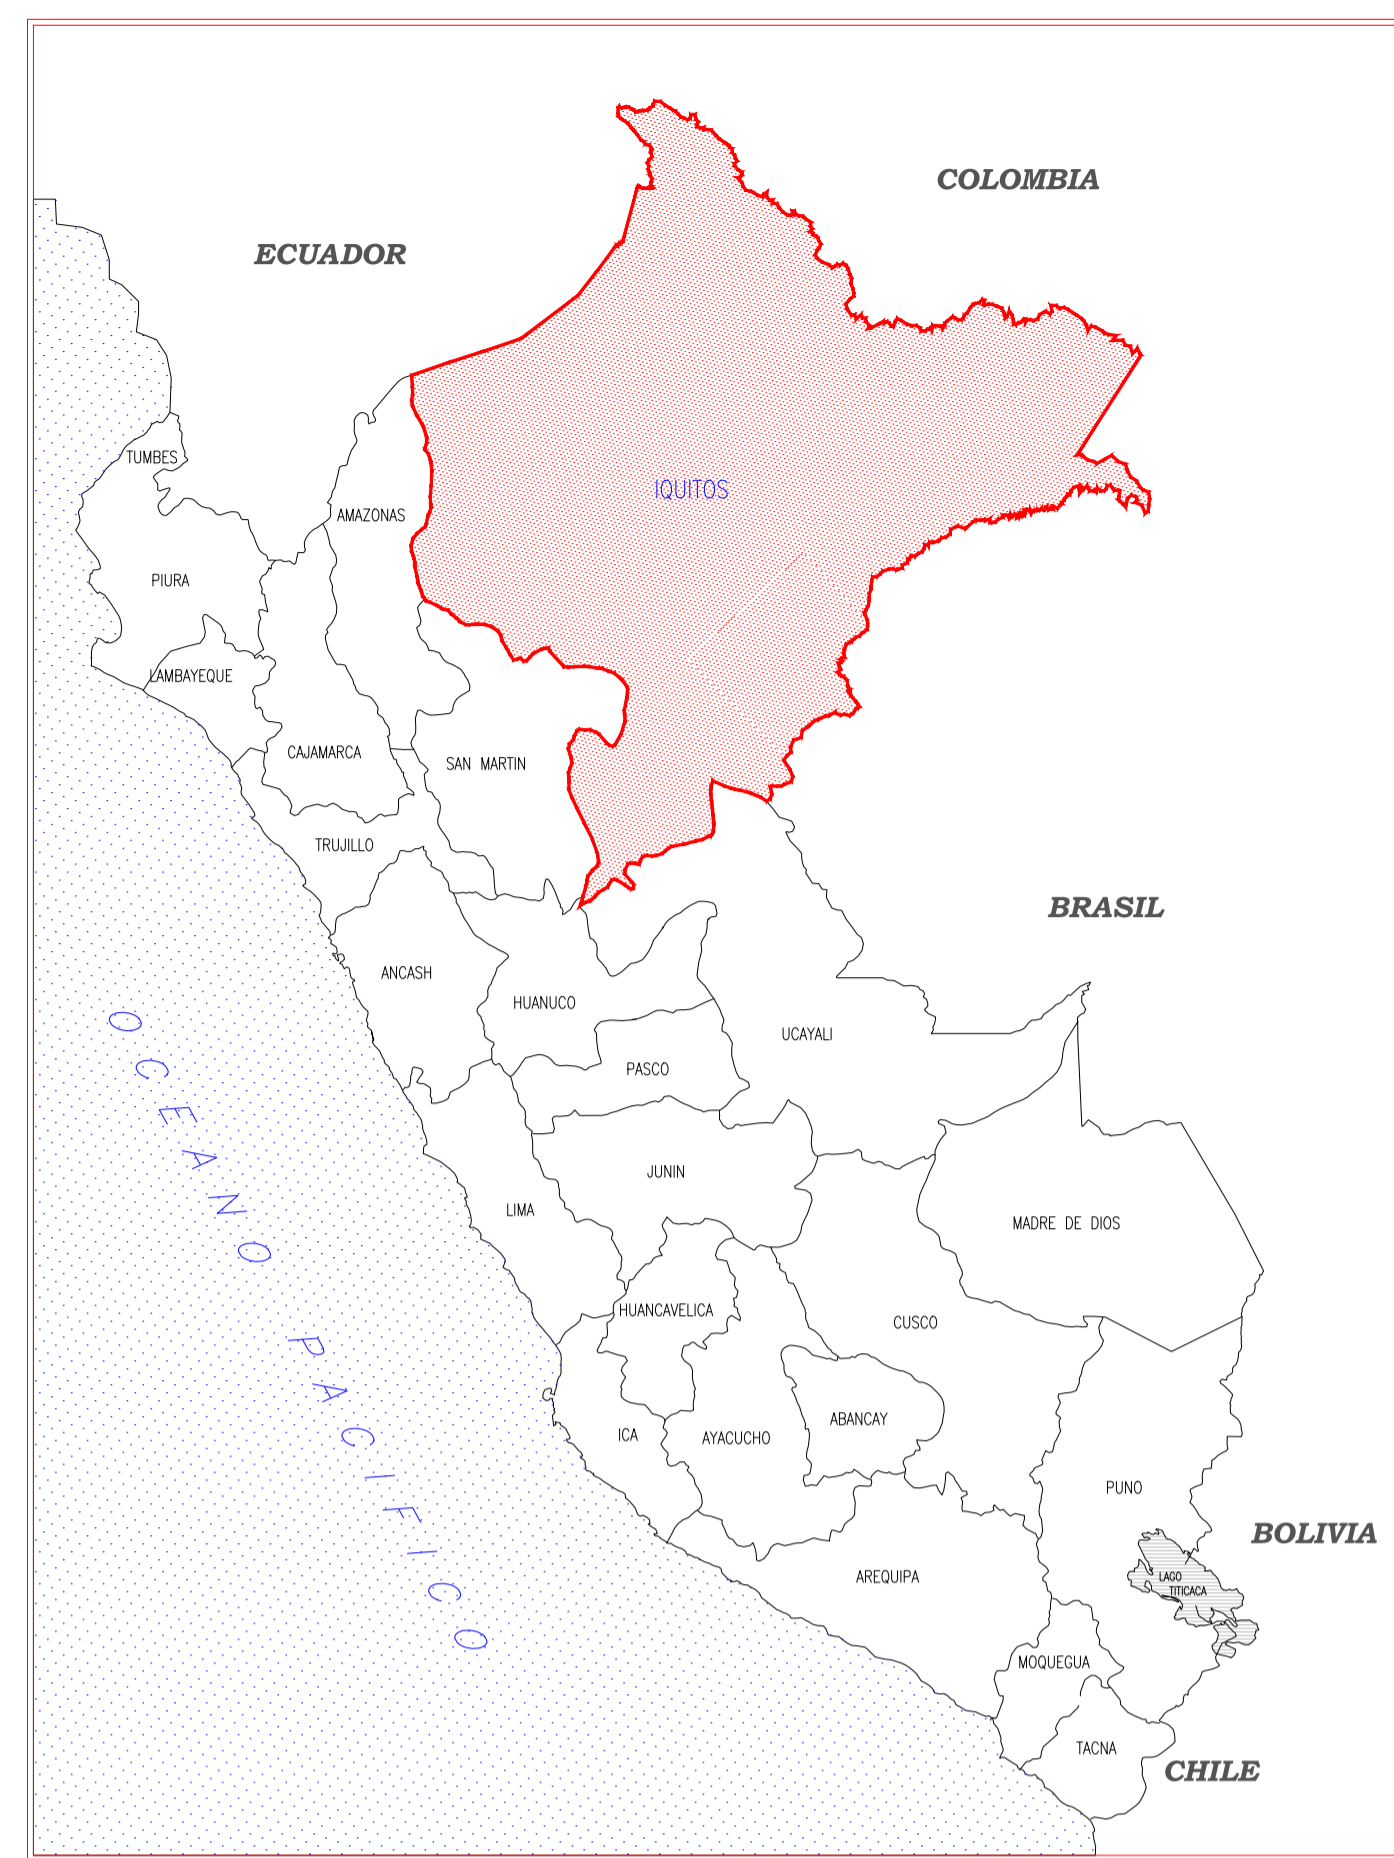 COLOMBIA
ECUADOR
TUMBES
IQUITOS
AMAZONAS
PIURA
LAMBAYEQUE
CAJAMARCA
SAN MARTIN
TRUJILLO
BRASIL
ANCASH
HUANUCO
UCAYALI
PASCO
JUNIN
LIMA
MADRE DE DIOS
OCEANO PACIFICO
HUANCAVELICA
CUSCO
ABANCAY
ICA
AYACUCHO
PUNO
BOLIVIA
AREQUIPA
LAGO
TITICACA
MOQUEGUA
TACNA
CHILE